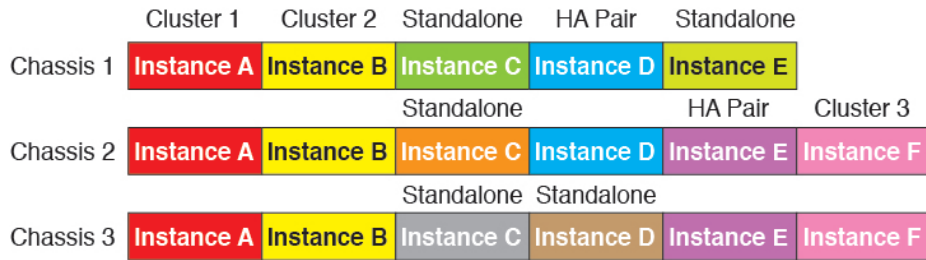 Cluster 1 Cluster 2 Standalone HA Pair Standalone
Chassis 1 Instance A Instance B Instance C Instance D Instance E
Standalone HA Pair Cluster 3
Chassis 2 Instance A Instance B Instance C Instance D Instance E Instance F
Standalone Standalone
Chassis 3 Instance A Instance B Instance C Instance D Instance E Instance F